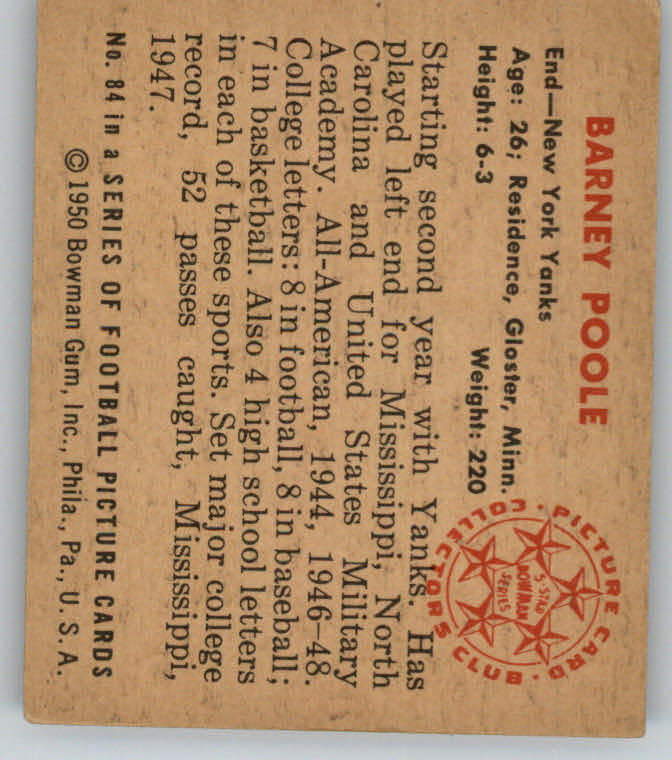 BARNEY POOLE
End—New York Yanks
Age: 26; Residence, Gloster, Minn.
Height: 6-3 Weight: 220
PICTURE CARD COLLECTORS CLUB
5-STAR
BOWMAN
SERIES
Starting second year with Yanks. Has
played left end for Mississippi, North
Carolina and United States Military
Academy. All-American, 1944, 1946-48.
College letters: 8 in football, 8 in baseball;
7 in basketball. Also 4 high school letters
in each of these sports. Set major college
record, 52 passes caught, Mississippi,
1947.
No. 84 in a SERIES OF FOOTBALL PICTURE CARDS
© 1950 Bowman Gum, Inc., Phila., Pa., U. S. A.